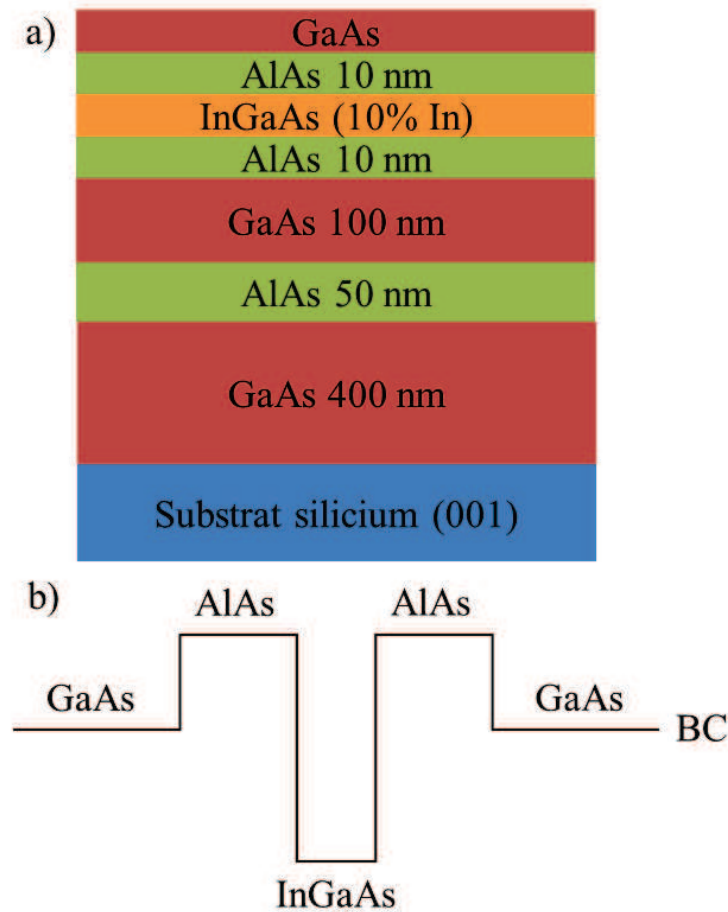 a)
GaAs
AlAs 10 nm
InGaAs (10% In)
AlAs 10 nm
GaAs 100 nm
AlAs 50 nm
GaAs 400 nm
Substrat silicium (001)
b)
AlAs AlAs
GaAs GaAs
BC
InGaAs